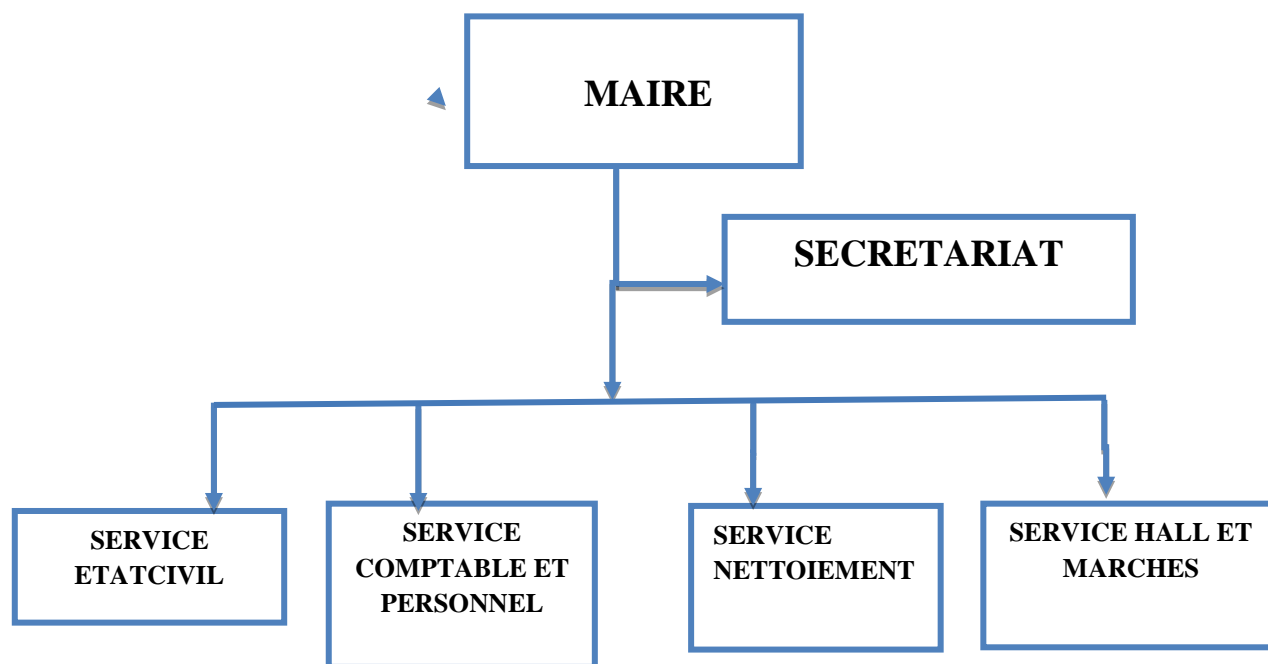 MAIRE
SECRETARIAT
SERVICE
ETATCIVIL
SERVICE
COMPTABLE ET
PERSONNEL
SERVICE
NETTOIEMENT
SERVICE HALL ET
MARCHES